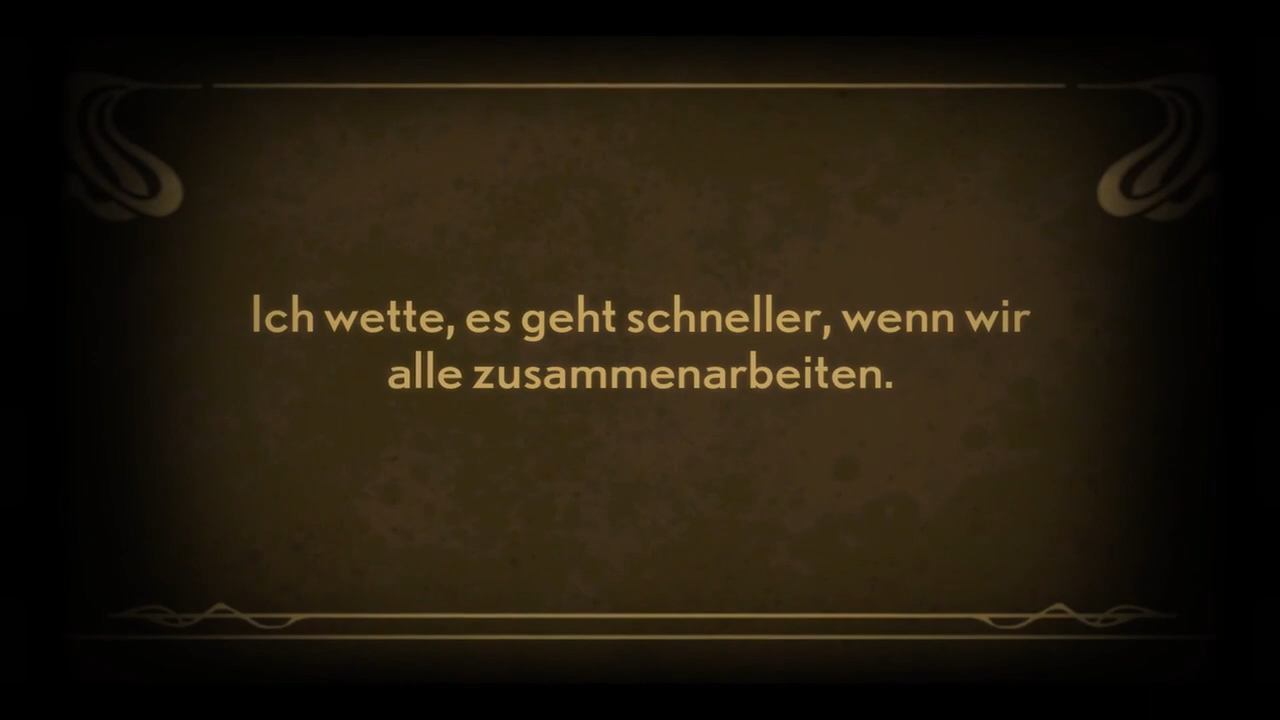 Ich wette, es geht schneller, wenn wir
alle zusammenarbeiten.